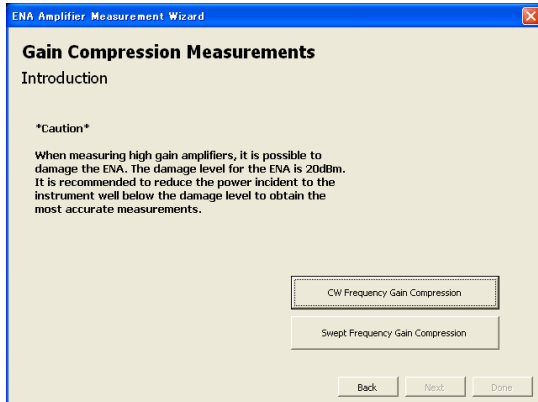 ENA Amplifier Measurement Wizard
Gain Compression Measurements
Introduction
*Caution*
When measuring high gain amplifiers, it is possible to
damage the ENA. The damage level for the ENA is 20dBm.
It is recommended to reduce the power incident to the
instrument well below the damage level to obtain the
most accurate measurements.
CW Frequency Gain Compression
Swept Frequency Gain Compression
Back Next Done